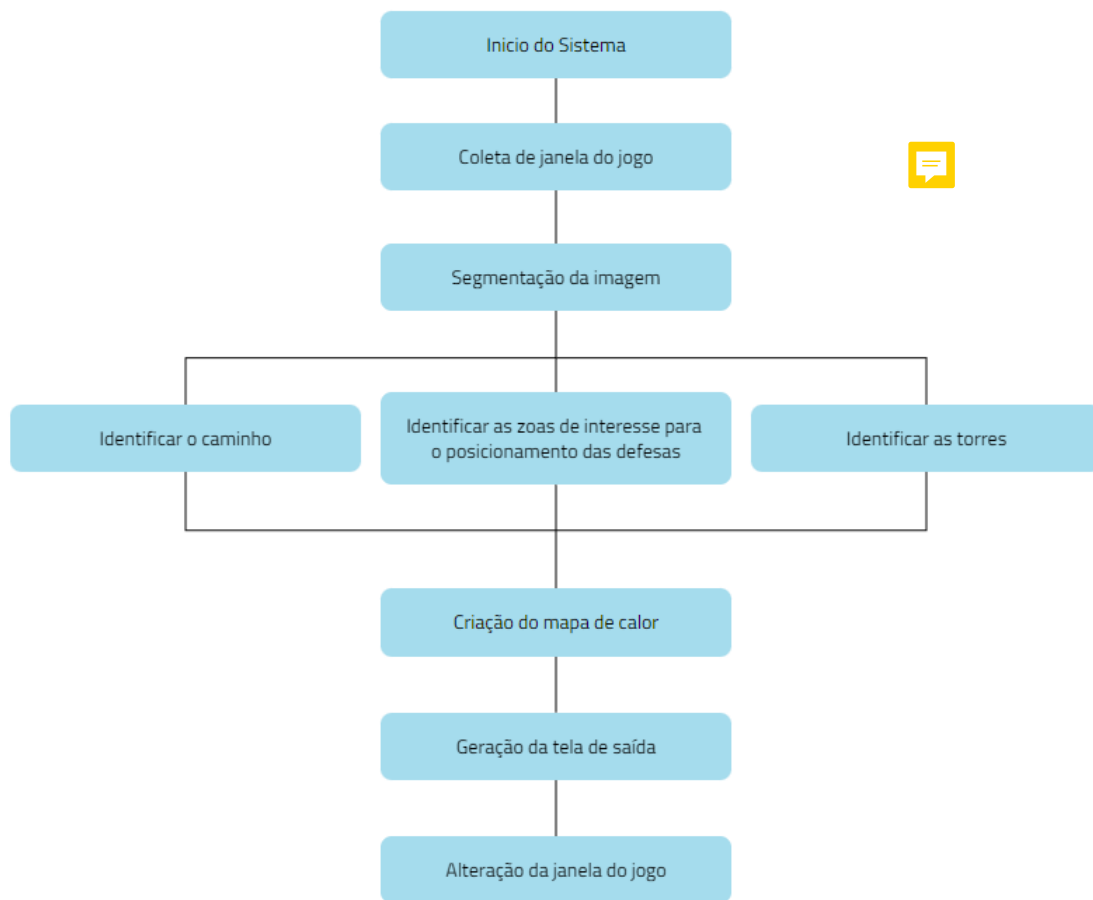 Inicio do Sistema
Coleta de janela do jogo
Segmentação da imagem
Identificar o caminho
Identificar as zoas de interesse para
o posicionamento das defesas
Identificar as torres
Criação do mapa de calor
Geração da tela de saída
Alteração da janela do jogo